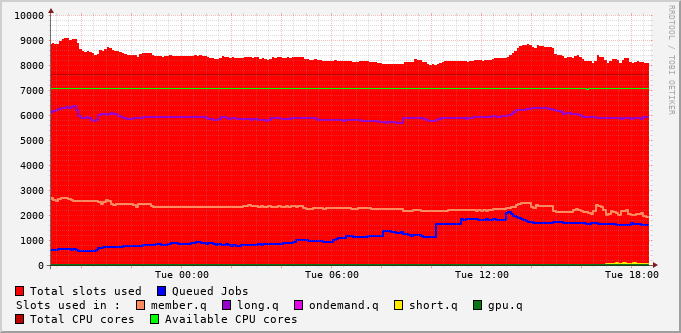 10000
9000
8000
7000
6000
5000
4000
3000
2000
1000
0
Tue 00:00 Tue 06:00 Tue 12:00 Tue 18:00
RRDTOOL / TOBI OETIKER
Total slots used Queued Jobs
Slots used in : member.q long.q ondemand.q short.q gpu.q
Total CPU cores Available CPU cores